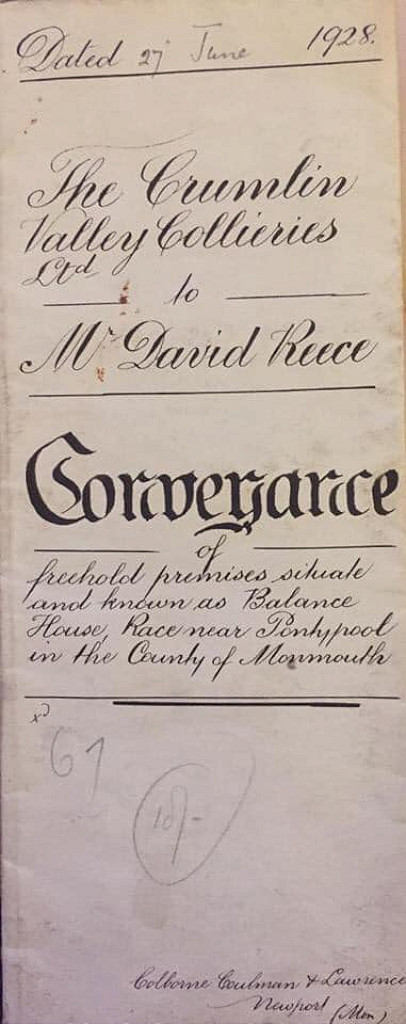 Dated 27 June 1928.
The Crumlin
Valley Collieries
Ltd
to
Mr David Reece
Conveyance
of
freehold premises situate
and known as Balance
House, Race near Pontypool
in the County of Monmouth
67
10/-
Colborne Coulman & Lawrence
Newport (Mon)